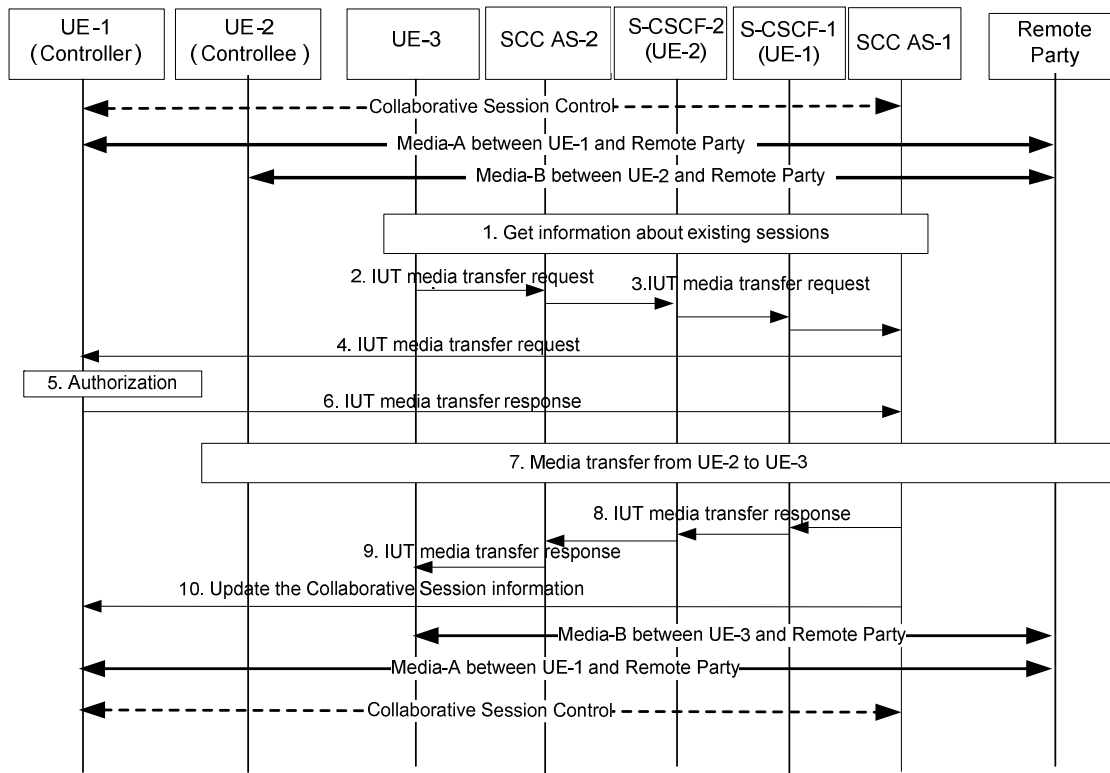 UE-1
( Controller )
UE-2
( Controllee )
UE-3
SCC AS-2
S-CSCF-2
(UE-2)
S-CSCF-1
(UE-1)
SCC AS-1
Remote
Party
Collaborative Session Control
Media-A between UE-1 and Remote Party
Media-B between UE-2 and Remote Party
1. Get information about existing sessions
2. IUT media transfer request
3.IUT media transfer request
4. IUT media transfer request
5. Authorization
6. IUT media transfer response
7. Media transfer from UE-2 to UE-3
8. IUT media transfer response
9. IUT media transfer response
10. Update the Collaborative Session information
Media-B between UE-3 and Remote Party
Media-A between UE-1 and Remote Party
Collaborative Session Control